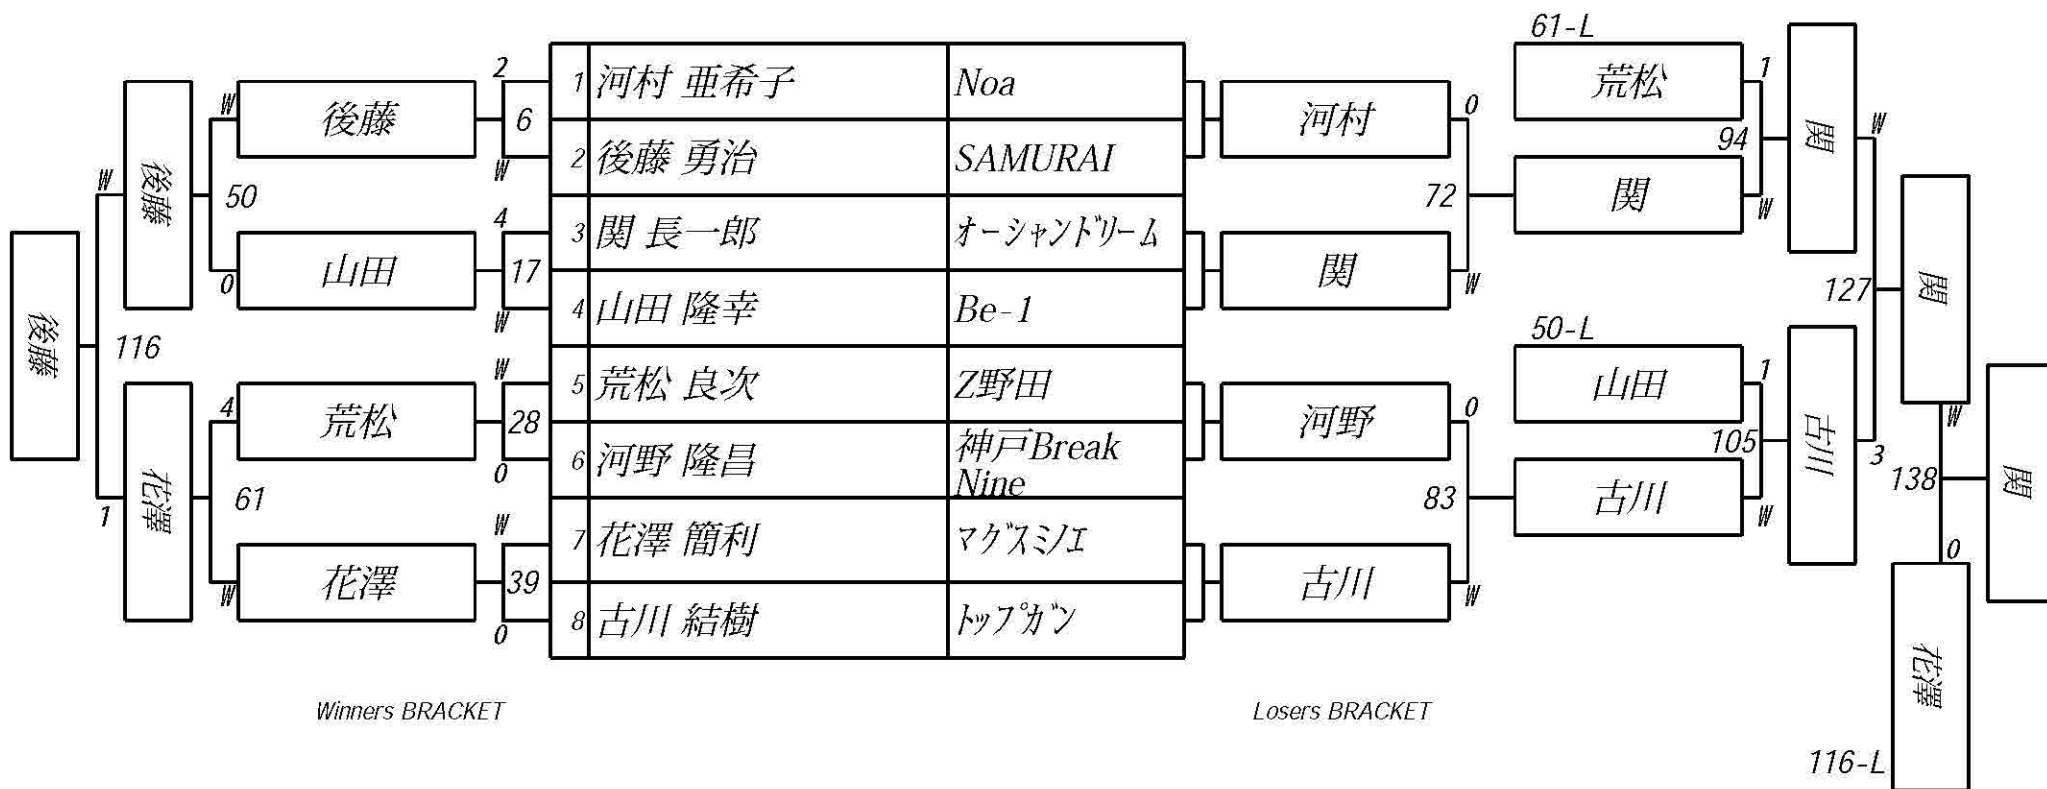 61-L
2
1 河村 亜希子 Noa
1
W 後藤 6 河村 0 荒松
2 後藤 勇治 SAMURAI 94 関 W
W 後藤 W 関 W
50 72
4
3 関 長一郎 オーシャンドリーム
山田 17 関
0 W
4 山田 隆幸 Be-1 127 関
W 50-L
後藤 116 W
5 荒松 良次 Z野田 山田 1
4 荒松 28 河野 0 W
6 河野 隆昌 神戸Break
Nine
0 105 古川 3
花澤 61 83 古川 138 関
1 W W
7 花澤 簡利 マグスミノエ
0
W 花澤 39 古川 W
8 古川 結樹 トップガン
0
花澤
Winners BRACKET
Losers BRACKET
116-L